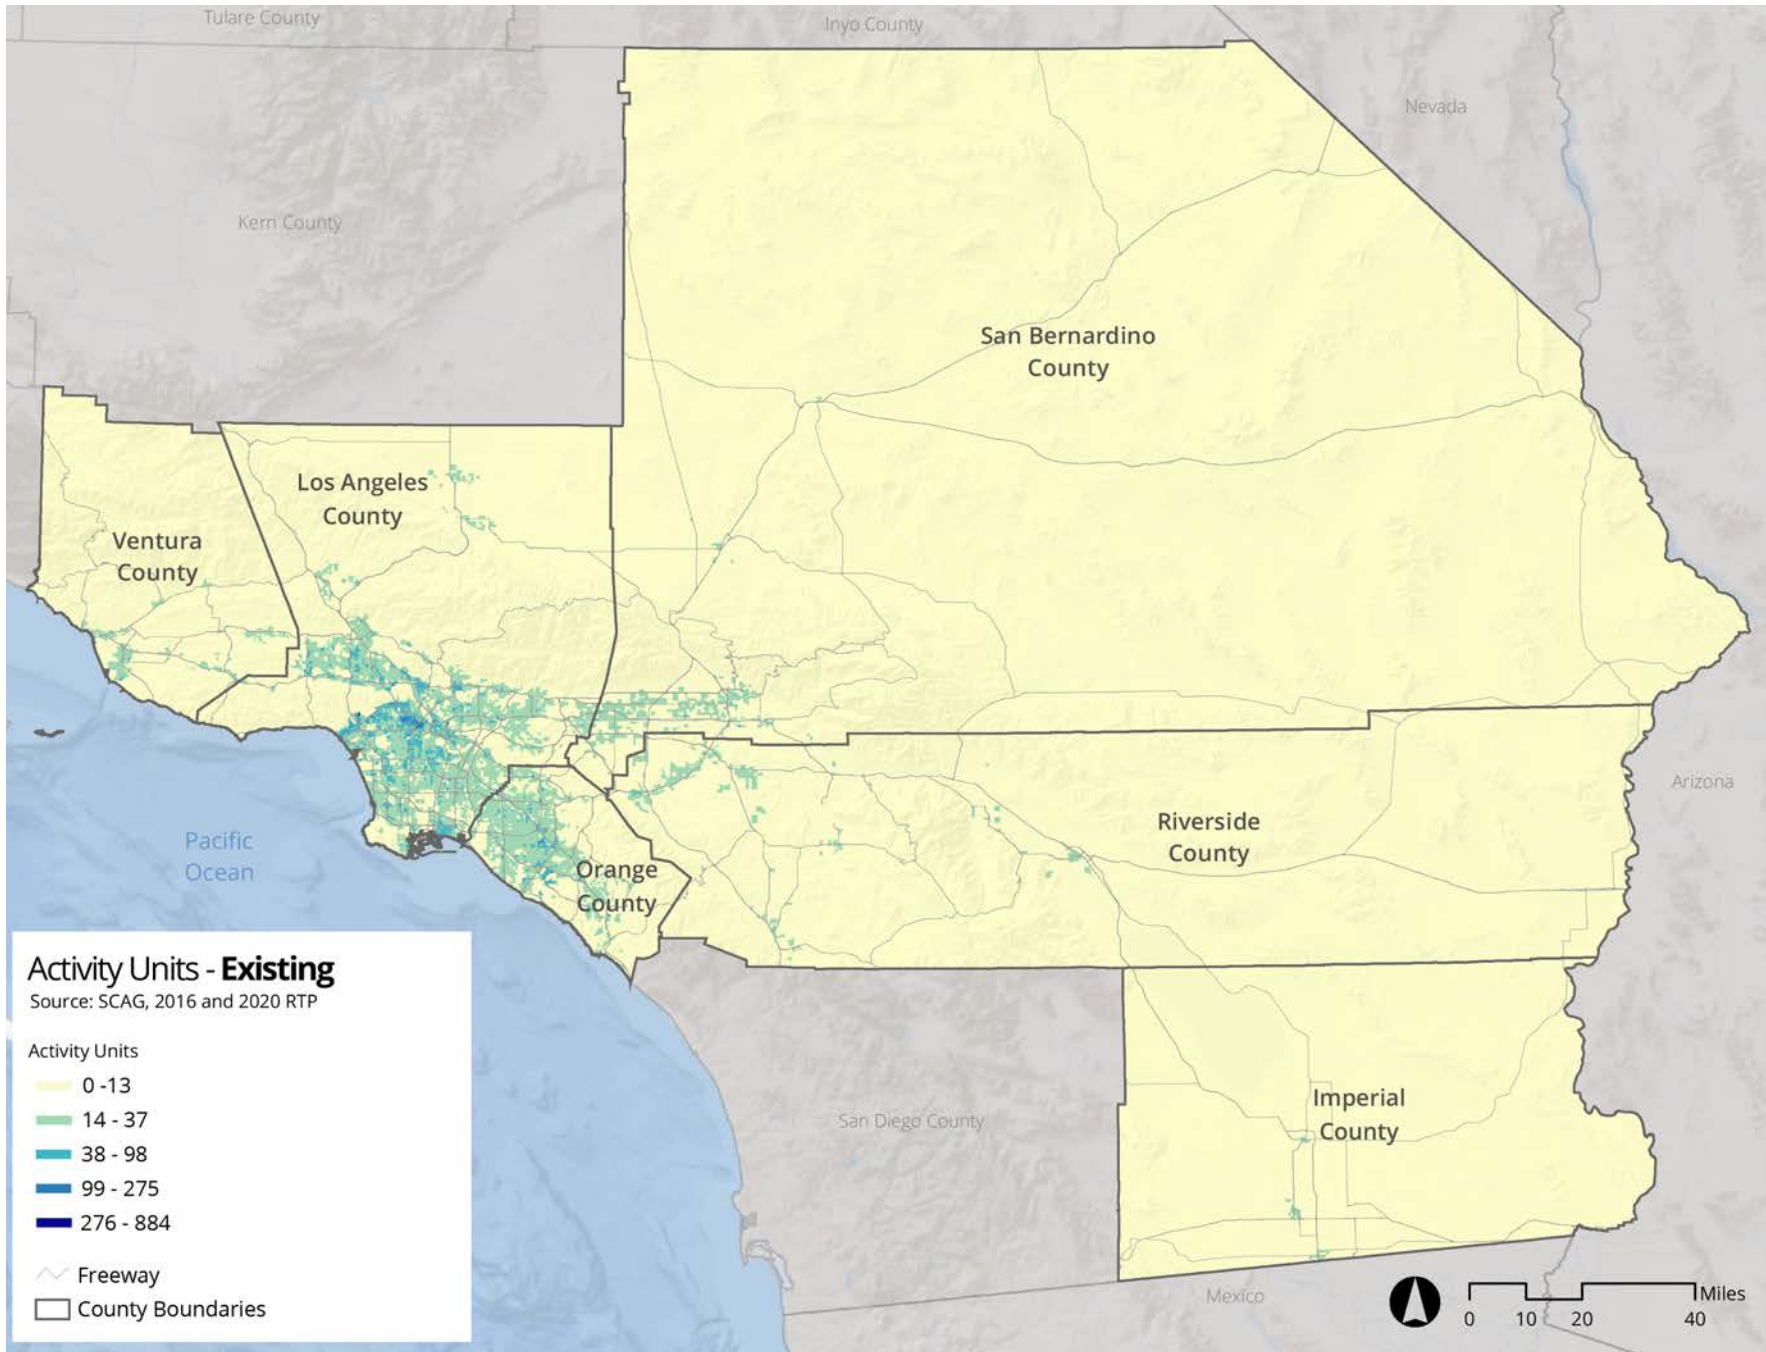 Tulare County
Inyo County
Nevada
Kern County
San Bernardino
County
Los Angeles
County
Ventura
County
Arizona
Riverside
County
Pacific
Ocean
Orange
County
Activity Units - Existing
Source: SCAG, 2016 and 2020 RTP
Activity Units
0 -13
14 - 37
38 - 98
99 - 275
276 - 884
Freeway
County Boundaries
San Diego County
Imperial
County
Mexico
Miles
0 10 20 40